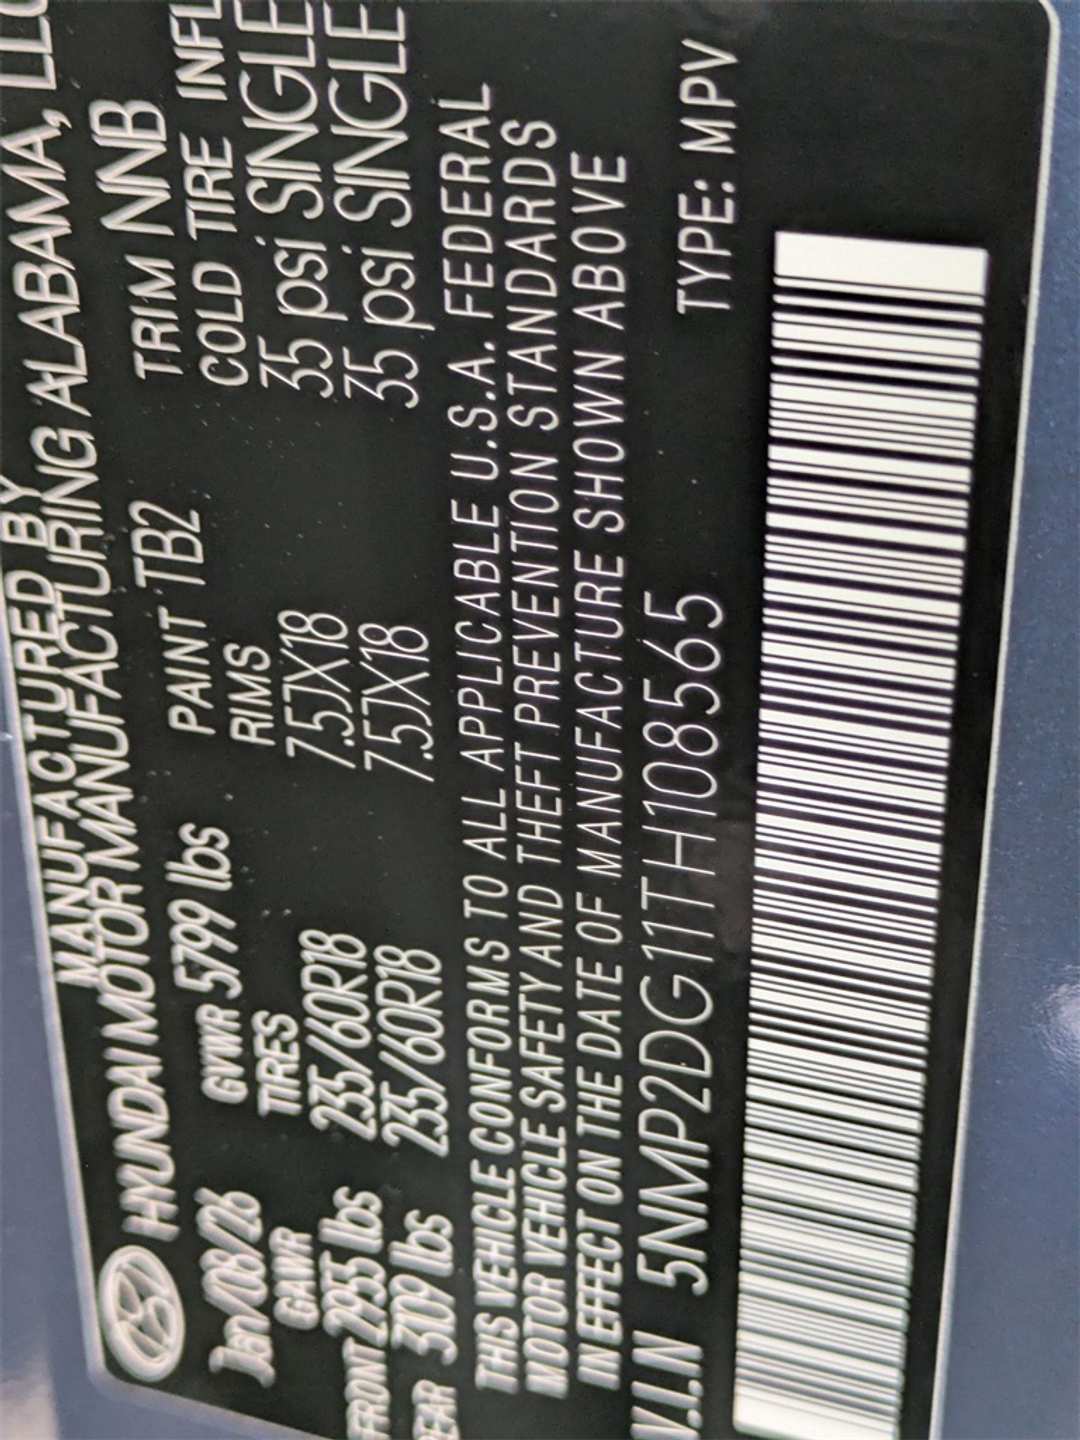 MANUFACTURED BY
HYUNDAI MOTOR MANUFACTURING ALABAMA,
Jan/08/26 GVWR 5799 lbs PAINT TB2 TRIM NNB
GAWR TIRES RIMS COLD TIRE
FRONT 2955 lbs 235/60R18 7.5JX18 35 psi SINGLE
3109 lbs 235/60R18 7.5JX18 35 psi SINGLE
THIS VEHICLE CONFORMS TO ALL APPLICABLE U.S.A. FEDERAL
MOTOR VEHICLE SAFETY AND THEFT PREVENTION STANDARDS
IN EFFECT ON THE DATE OF MANUFACTURE SHOWN ABOVE
V.I.N 5NMP2DG11TH108565 TYPE: MPV